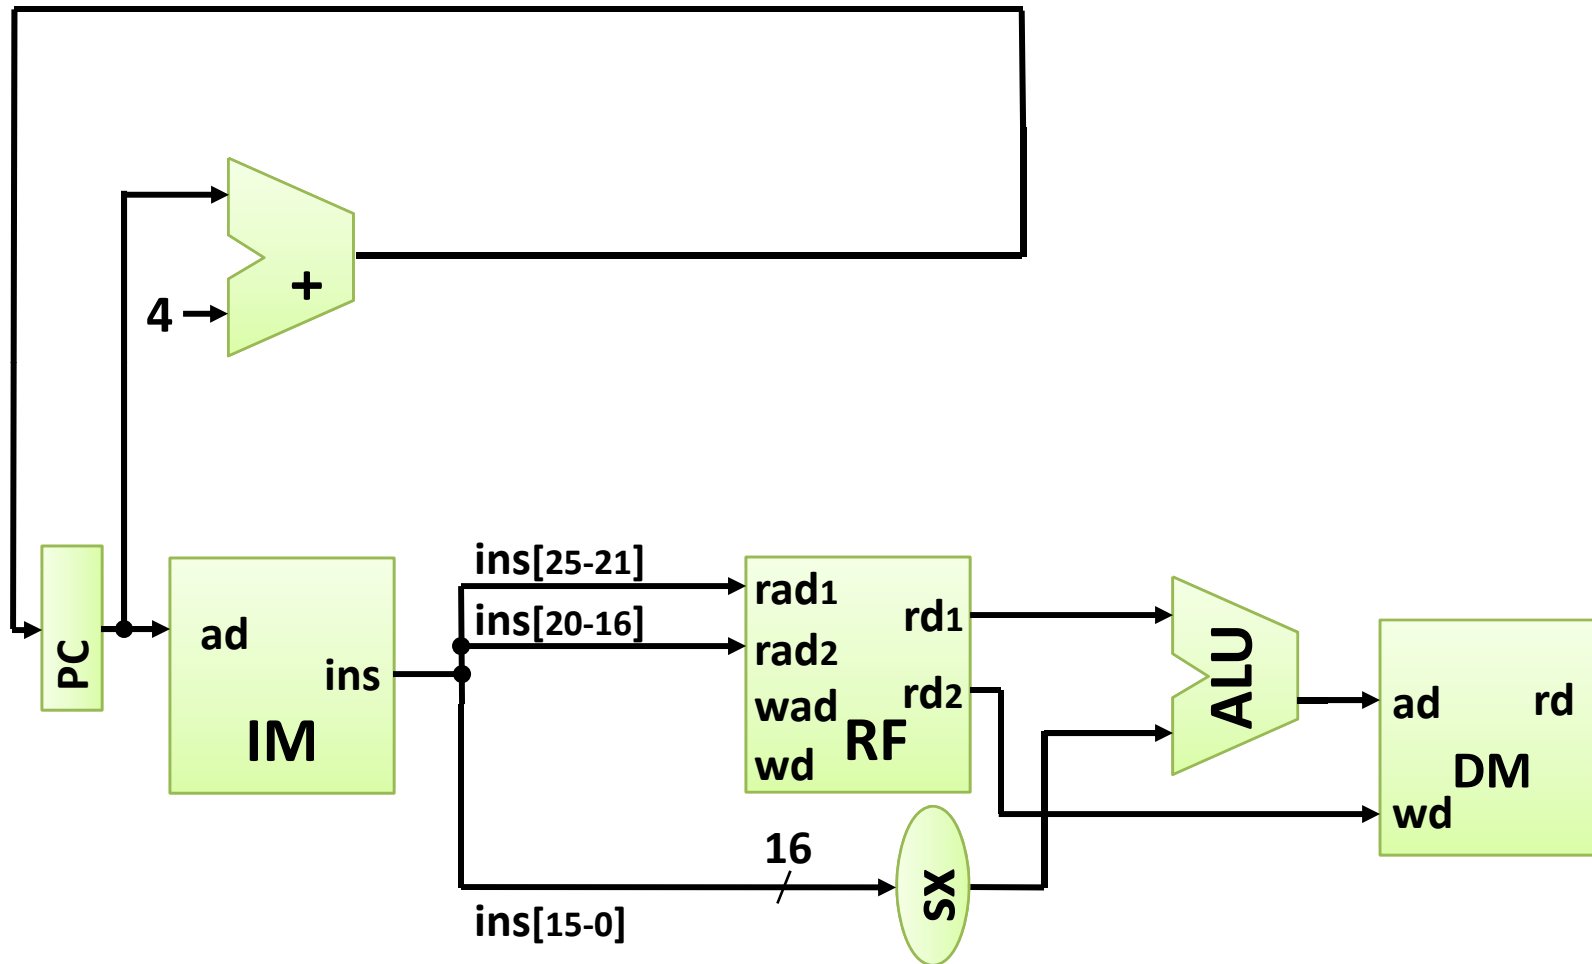 +
4
PC
ad
ins
IM
ins[25-21]
ins[20-16]
ins[15-0]
16
rad1
rad2
wad
wd
rd1
rd2
RF
sx
ALU
ad
rd
DM
wd